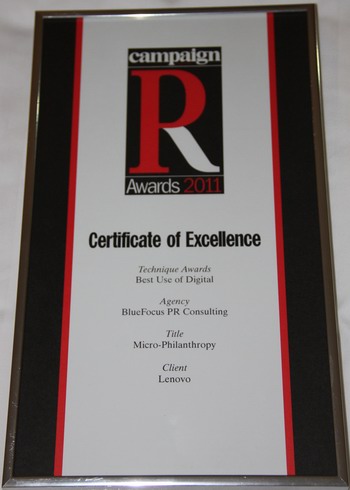 campaign
PR
Awards 2011
Certificate of Excellence
Technique Awards
Best Use of Digital
Agency
BlueFocus PR Consulting
Title
Micro-Philanthropy
Client
Lenovo